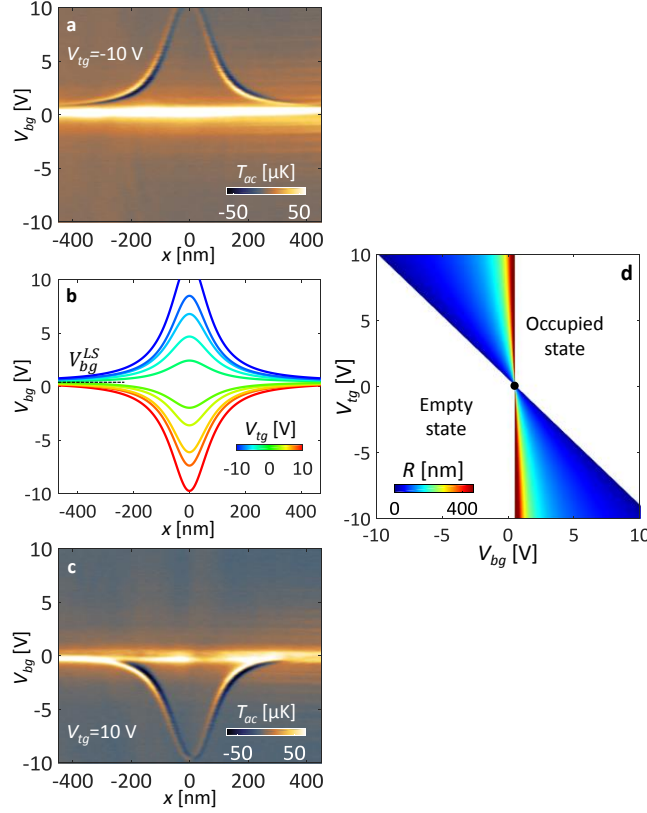 a
V_tg=-10 V
10
5
0
-5
-10
V_bg [V]
T_ac [µK]
-50 50
-400 -200 0 200 400
x [nm]
b
10
5
0
-5
-10
V_bg [V]
V_bg^LS
V_tg [V]
-10 0 10
-400 -200 0 200 400
x [nm]
c
10
5
0
-5
-10
V_bg [V]
V_tg=10 V
T_ac [µK]
-50 50
-400 -200 0 200 400
x [nm]
d
10
5
0
-5
-10
V_tg [V]
Occupied
state
Empty
state
R [nm]
0 400
-10 -5 0 5 10
V_bg [V]